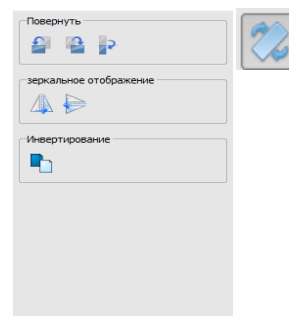 Повернуть
зеркальное отображение
Инвертирование